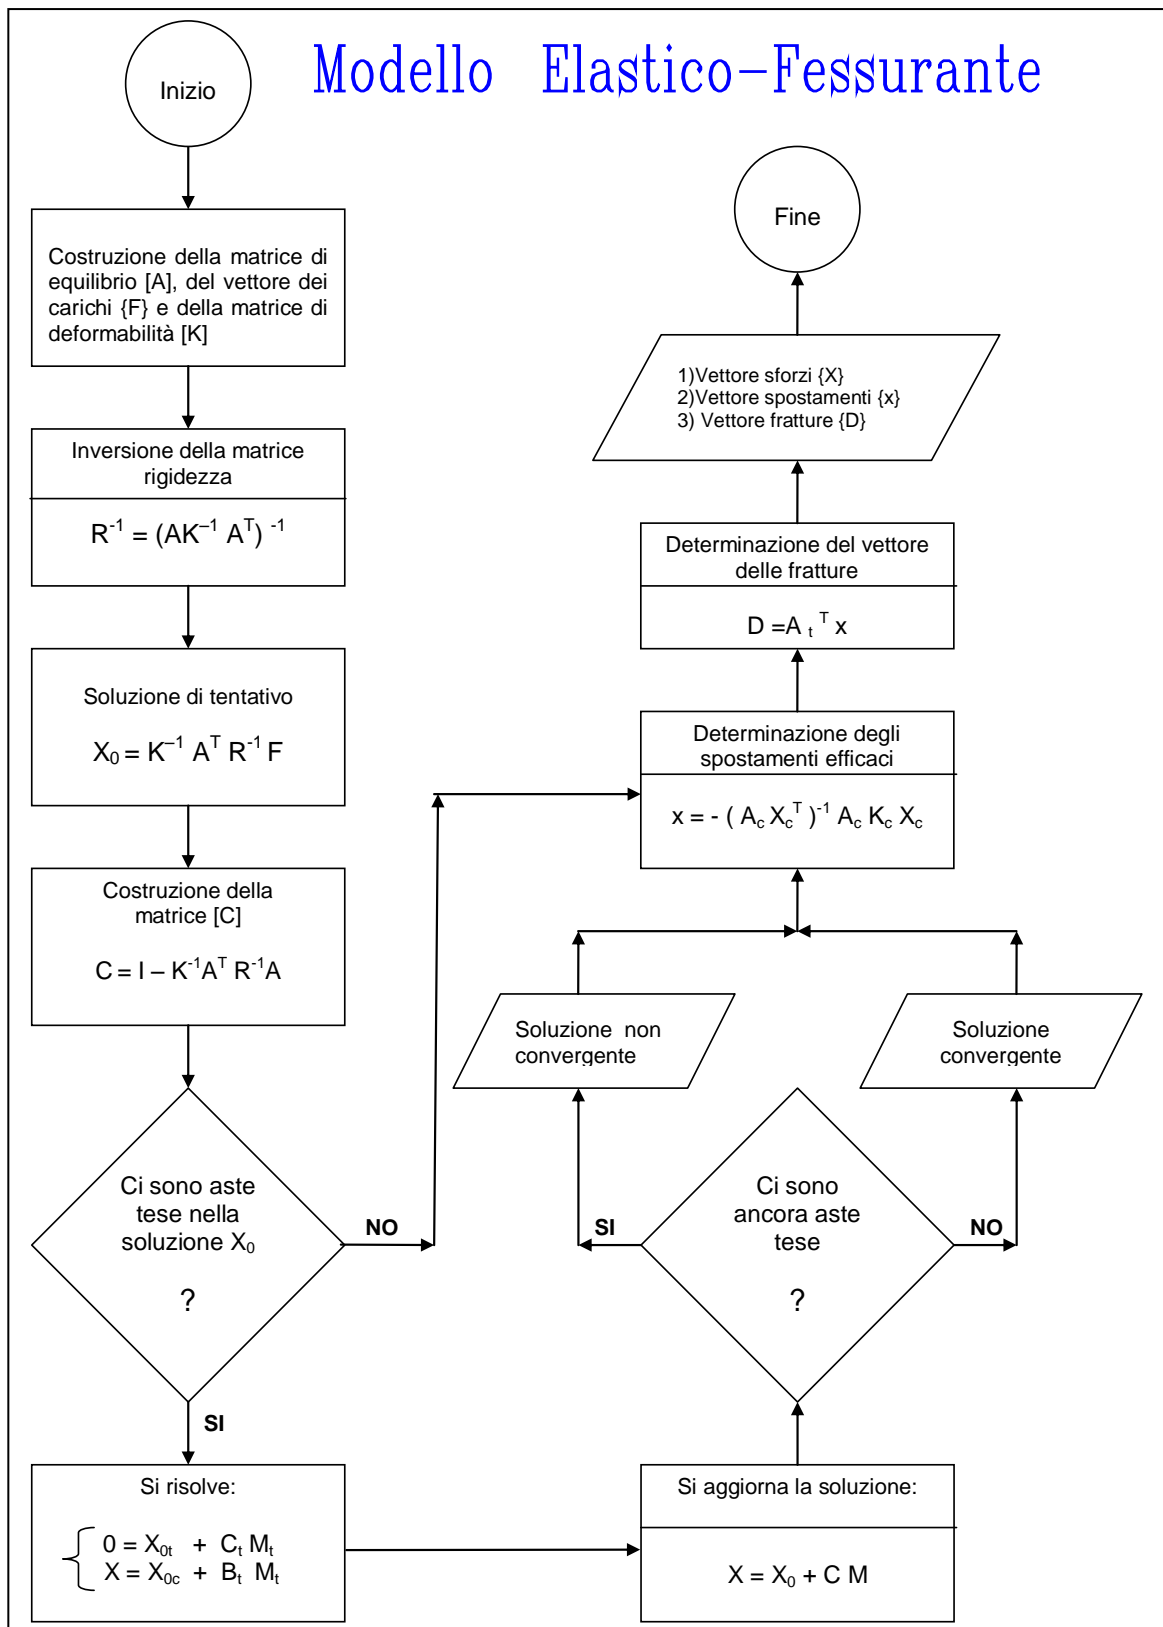 Modello Elastico-Fessurante
Inizio
Costruzione della matrice di
equilibrio [A], del vettore dei
carichi {F} e della matrice di
deformabilità [K]
Inversione della matrice
rigidezza
R⁻¹ = (AK⁻¹ Aᵀ) ⁻¹
Soluzione di tentativo
X₀ = K⁻¹ Aᵀ R⁻¹ F
Costruzione della
matrice [C]
C = I – K⁻¹Aᵀ R⁻¹A
Ci sono aste
tese nella
soluzione X₀
?
NO
SI
Si risolve:
0 = X₀ₜ + Cₜ Mₜ
X = X₀c + Bₜ Mₜ
Si aggiorna la soluzione:
X = X₀ + C M
Ci sono
ancora aste
tese
?
SI
NO
Soluzione non
convergente
Soluzione
convergente
Determinazione degli
spostamenti efficaci
x = - ( Ac Xcᵀ )⁻¹ Ac Kc Xc
Determinazione del vettore
delle fratture
D =A ₜ ᵀ x
1)Vettore sforzi {X}
2)Vettore spostamenti {x}
3) Vettore fratture {D}
Fine